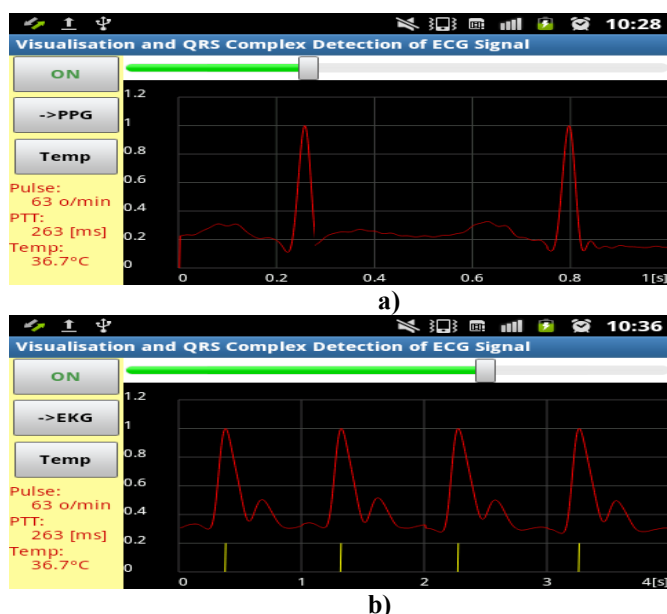 10:28
Visualisation and QRS Complex Detection of ECG Signal
ON
->PPG
Temp
Pulse:
63 o/min
PTT:
263 [ms]
Temp:
36.7°C
1.2
1
0.8
0.6
0.4
0.2
0
0 0.2 0.4 0.6 0.8 1[s]
a)
10:36
Visualisation and QRS Complex Detection of ECG Signal
ON
->EKG
Temp
Pulse:
63 o/min
PTT:
263 [ms]
Temp:
36.7°C
1.2
1
0.8
0.6
0.4
0.2
0
0 1 2 3 4[s]
b)